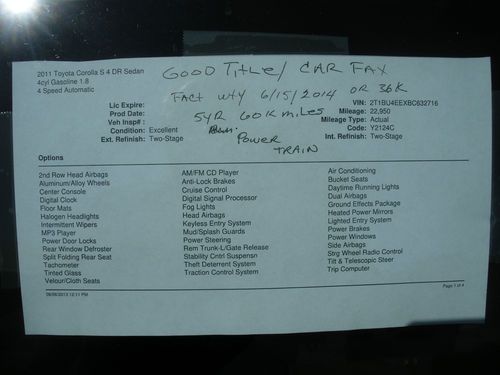 GOOD Title/ CAR FAX
2011 Toyota Corolla S 4 DR Sedan
4cyl Gasoline 1.8
4 Speed Automatic
FACT WTY 6/15/2014 OR 36K
Lic Expire:
VIN: 2T1BU4EEXBC632716
Prod Date:
5YR 60K miles
Mileage: 22,950
Veh Insp# :
Mileage Type: Actual
Condition: Excellent
Code: Y2124C
Ext. Refinish: Two-Stage
POWER
Int. Refinish: Two-Stage
TRAIN
Options
2nd Row Head Airbags AM/FM CD Player Air Conditioning
Aluminum/Alloy Wheels Anti-Lock Brakes Bucket Seats
Center Console Cruise Control Daytime Running Lights
Digital Clock Digital Signal Processor Dual Airbags
Floor Mats Fog Lights Ground Effects Package
Halogen Headlights Head Airbags Heated Power Mirrors
Intermittent Wipers Keyless Entry System Lighted Entry System
MP3 Player Mud/Splash Guards Power Brakes
Power Door Locks Power Steering Power Windows
Rear Window Defroster Rem Trunk-L/Gate Release Side Airbags
Split Folding Rear Seat Stability Cntrl Suspensn Strg Wheel Radio Control
Tachometer Theft Deterrent System Tilt & Telescopic Steer
Tinted Glass Traction Control System Trip Computer
Velour/Cloth Seats
Page 1 of 4